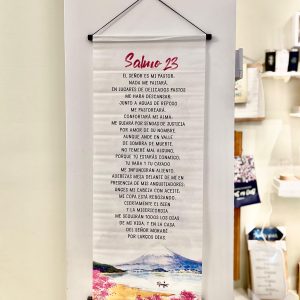 Salmo 23
EL SEÑOR ES MI PASTOR,
NADA ME FALTARÁ.
EN LUGARES DE DELICADOS PASTOS
ME HARÁ DESCANSAR;
JUNTO A AGUAS DE REPOSO
ME PASTOREARÁ.
CONFORTARÁ MI ALMA;
ME GUIARÁ POR SENDAS DE JUSTICIA
POR AMOR DE SU NOMBRE.
AUNQUE ANDE EN VALLE
DE SOMBRA DE MUERTE,
NO TEMERÉ MAL ALGUNO,
PORQUE TÚ ESTARÁS CONMIGO;
TU VARA Y TU CAYADO
ME INFUNDIRÁN ALIENTO.
ADEREZAS MESA DELANTE DE MÍ EN
PRESENCIA DE MIS ANGUSTIADORES;
UNGES MI CABEZA CON ACEITE;
MI COPA ESTÁ REBOSANDO.
CIERTAMENTE EL BIEN
Y LA MISERICORDIA
ME SEGUIRÁN TODOS LOS DÍAS
DE MI VIDA, Y EN LA CASA
DEL SEÑOR MORARÉ
POR LARGOS DÍAS.